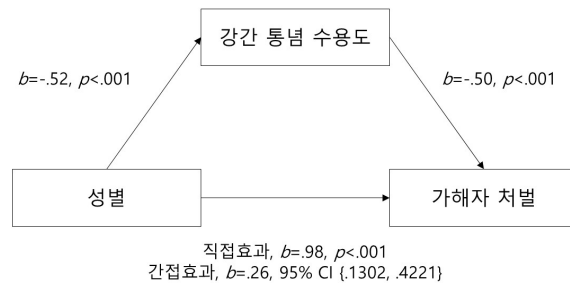 강간 통념 수용도
b=-.52, p<.001
b=-.50, p<.001
성별
가해자 처벌
직접효과, b=.98, p<.001
간접효과, b=.26, 95% CI {.1302, .4221}